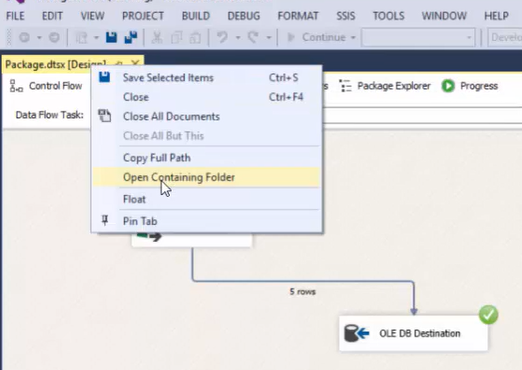 FILE EDIT VIEW PROJECT BUILD DEBUG FORMAT SSIS TOOLS WINDOW HELP
Continue
Package.dtsx [Design]
Control Flow
Package Explorer
Progress
Data Flow Task:
Save Selected Items Ctrl+S
Close Ctrl+F4
Close All Documents
Close All But This
Copy Full Path
Open Containing Folder
Float
Pin Tab
5 rows
OLE DB Destination